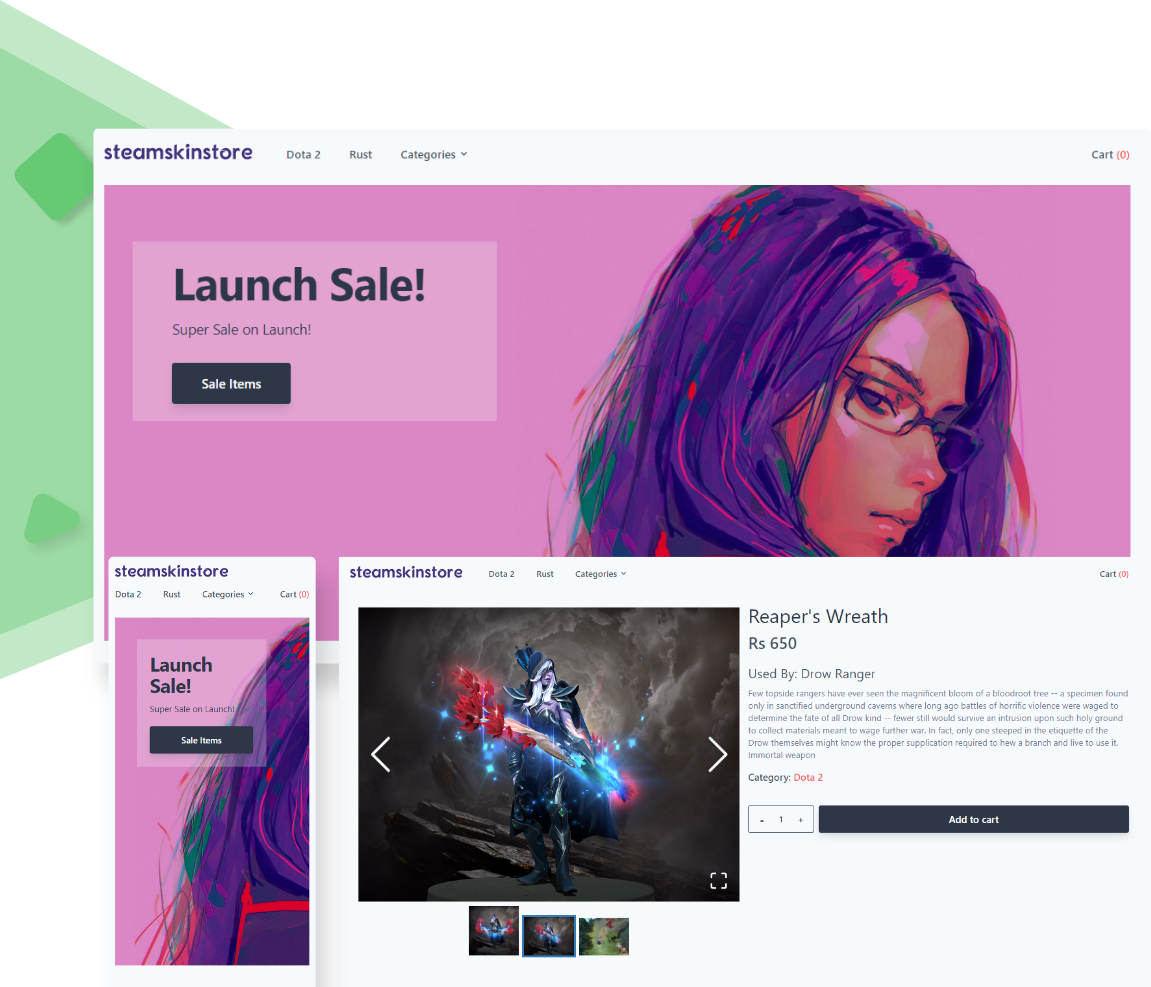 steamskinstore Dota 2 Rust Categories Cart (0)
Launch Sale!
Super Sale on Launch!
Sale Items
steamskinstore
Dota 2 Rust Categories Cart (0)
Launch
Sale!
Super Sale on Launch!
Sale Items
steamskinstore Dota 2 Rust Categories Cart (0)
Reaper's Wreath
Rs 650
Used By: Drow Ranger
Few topside rangers have ever seen the magnificent bloom of a bloodroot tree -- a specimen found
only in sanctified underground caverns where long ago battles of horrific violence were waged to
determine the fate of all Drow kind -- fewer still would survive an intrusion upon such holy ground
to collect materials meant to wage further war. In fact, only one steeped in the etiquette of the
Drow themselves might know the proper supplication required to hew a branch and live to use it.
Immortal weapon
Category: Dota 2
- 1 + Add to cart